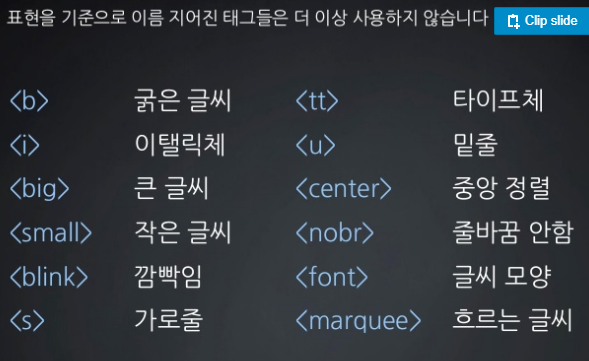 표현을 기준으로 이름 지어진 태그들은 더 이상 사용하지 않습니다
Clip slide
<b> 굵은 글씨 <tt> 타이프체
<i> 이탤릭체 <u> 밑줄
<big> 큰 글씨 <center> 중앙 정렬
<small> 작은 글씨 <nobr> 줄바꿈 안함
<blink> 깜빡임 <font> 글씨 모양
<s> 가로줄 <marquee> 흐르는 글씨